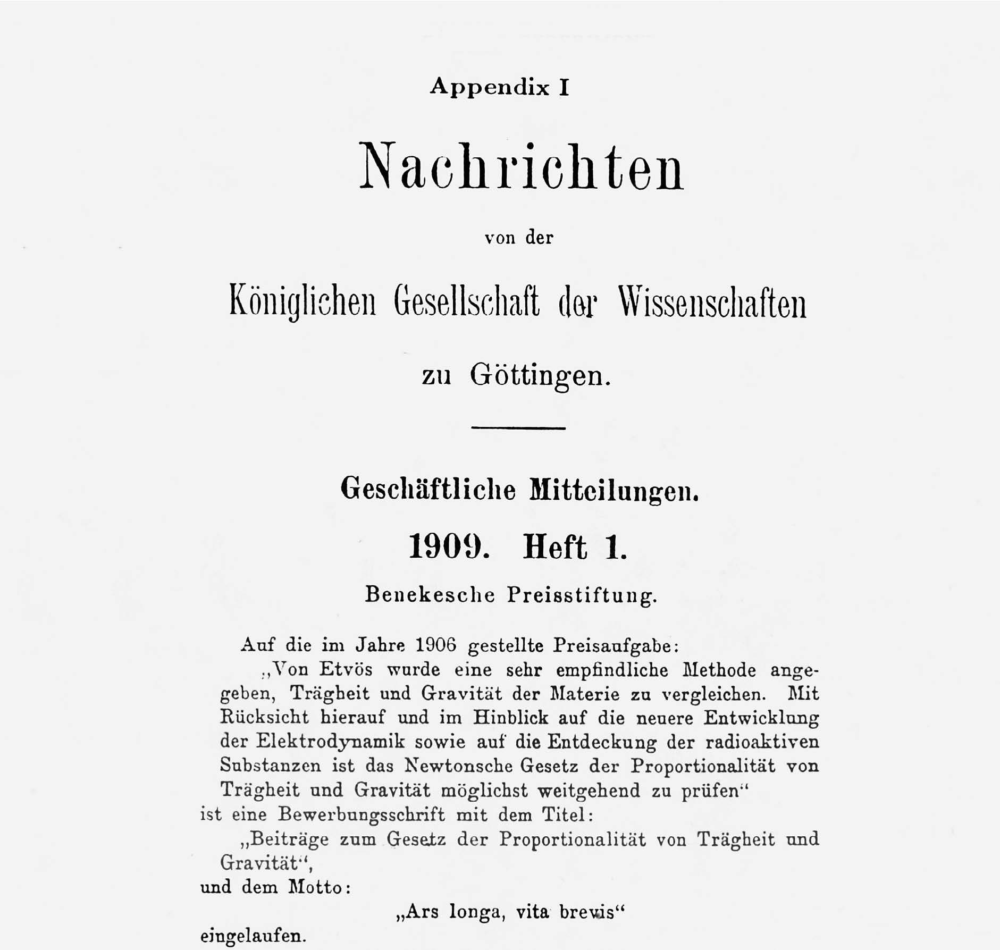 Appendix I
Nachrichten
von der
Königlichen Gesellschaft der Wissenschaften
zu Göttingen.
Geschäftliche Mitteilungen.
1909. Heft 1.
Benekesche Preisstiftung.
Auf die im Jahre 1906 gestellte Preisaufgabe:
„Von Etvös wurde eine sehr empfindliche Methode ange-
geben, Trägheit und Gravität der Materie zu vergleichen. Mit
Rücksicht hierauf und im Hinblick auf die neuere Entwicklung
der Elektrodynamik sowie auf die Entdeckung der radioaktiven
Substanzen ist das Newtonsche Gesetz der Proportionalität von
Trägheit und Gravität möglichst weitgehend zu prüfen“
ist eine Bewerbungsschrift mit dem Titel:
„Beiträge zum Gesetz der Proportionalität von Trägheit und
Gravität“,
und dem Motto:
„Ars longa, vita brevis“
eingelaufen.